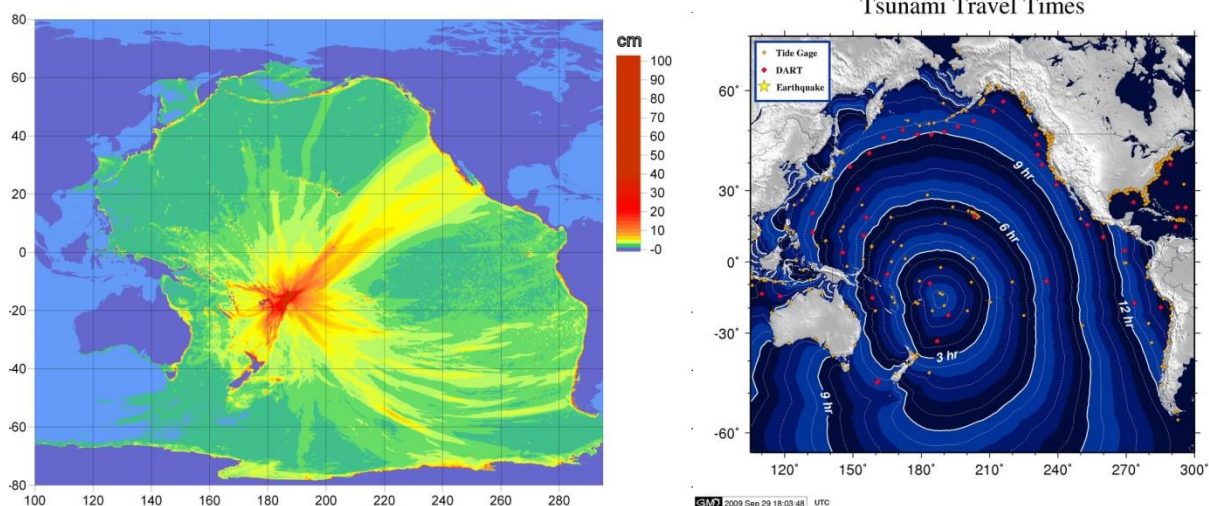 80
60
40
20
0
-20
-40
-60
-80
100 120 140 160 180 200 220 240 260 280
cm
100
90
80
70
60
50
40
30
20
10
-0
Tsunami Travel Times
Tide Gage
DART
Earthquake
60°
30°
0°
-30°
-60°
9 hr
6 hr
3 hr
12 hr
9 hr
120° 150° 180° 210° 240° 270° 300°
GMT 2009 Sep 29 18:03:48 UTC